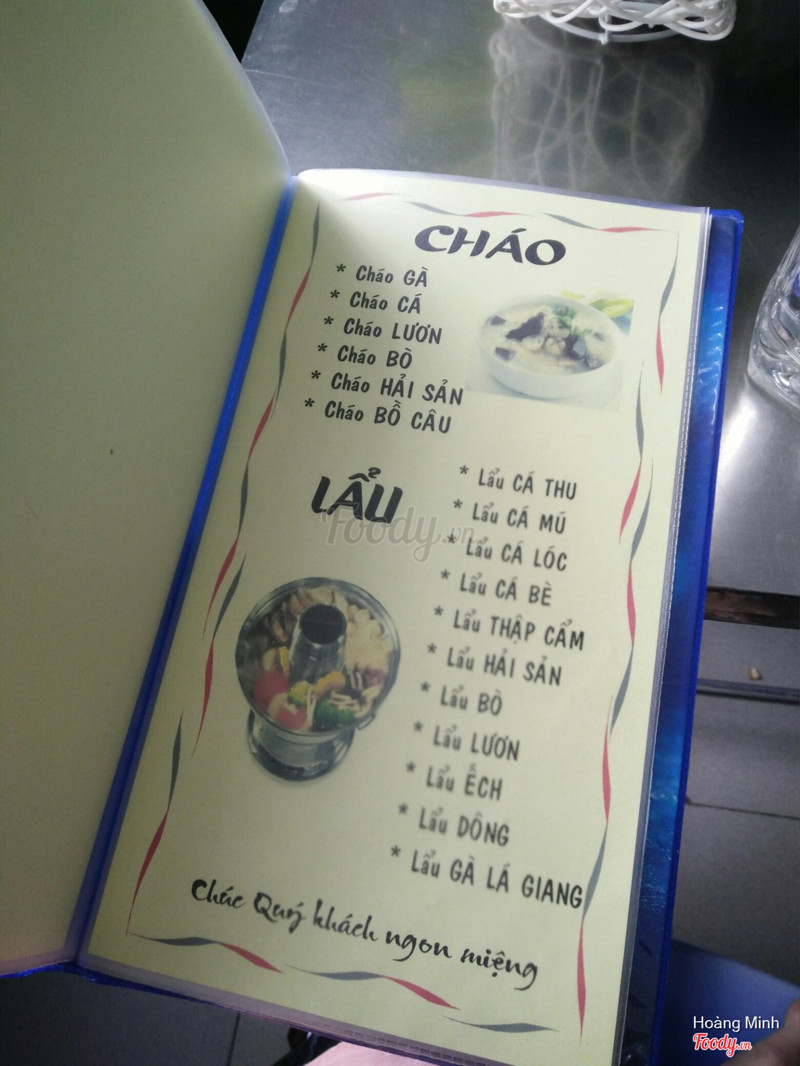 CHÁO
* Cháo GÀ
* Cháo CÁ
* Cháo LƯƠN
* Cháo BÒ
* Cháo HẢI SẢN
* Cháo BỒ CÂU
LẨU
Foody.vn
* Lẩu CÁ THU
* Lẩu CÁ MÚ
* Lẩu CÁ LÓC
* Lẩu CÁ BÈ
* Lẩu THẬP CẨM
* Lẩu HẢI SẢN
* Lẩu BÒ
* Lẩu LƯƠN
* Lẩu ẾCH
* Lẩu DÔNG
* Lẩu GÀ LÁ GIANG
Chúc Quý khách ngon miệng
Hoàng Minh
Foody.vn